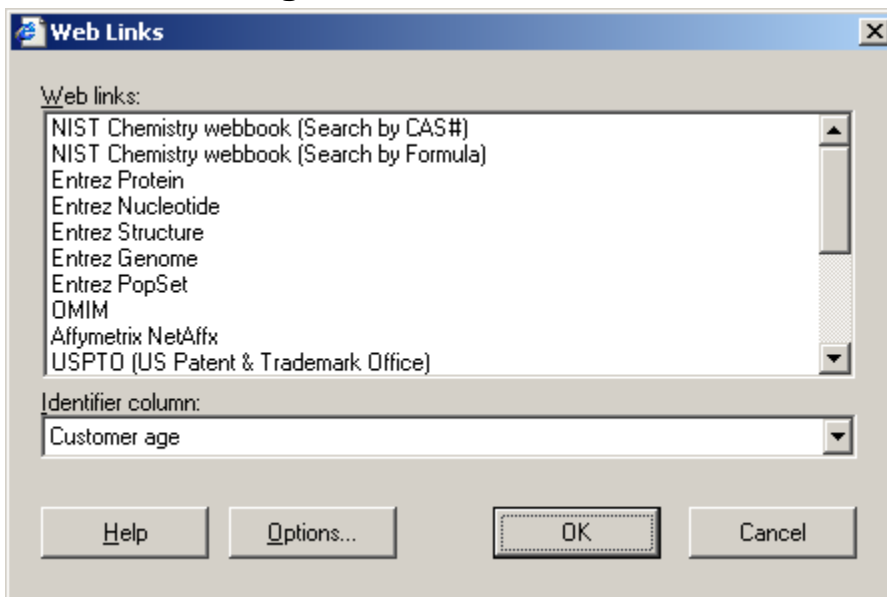 Web Links
Web links:
NIST Chemistry webbook (Search by CAS#)
NIST Chemistry webbook (Search by Formula)
Entrez Protein
Entrez Nucleotide
Entrez Structure
Entrez Genome
Entrez PopSet
OMIM
Affymetrix NetAffx
USPTO (US Patent & Trademark Office)
Identifier column:
Customer age
Help Options... OK Cancel